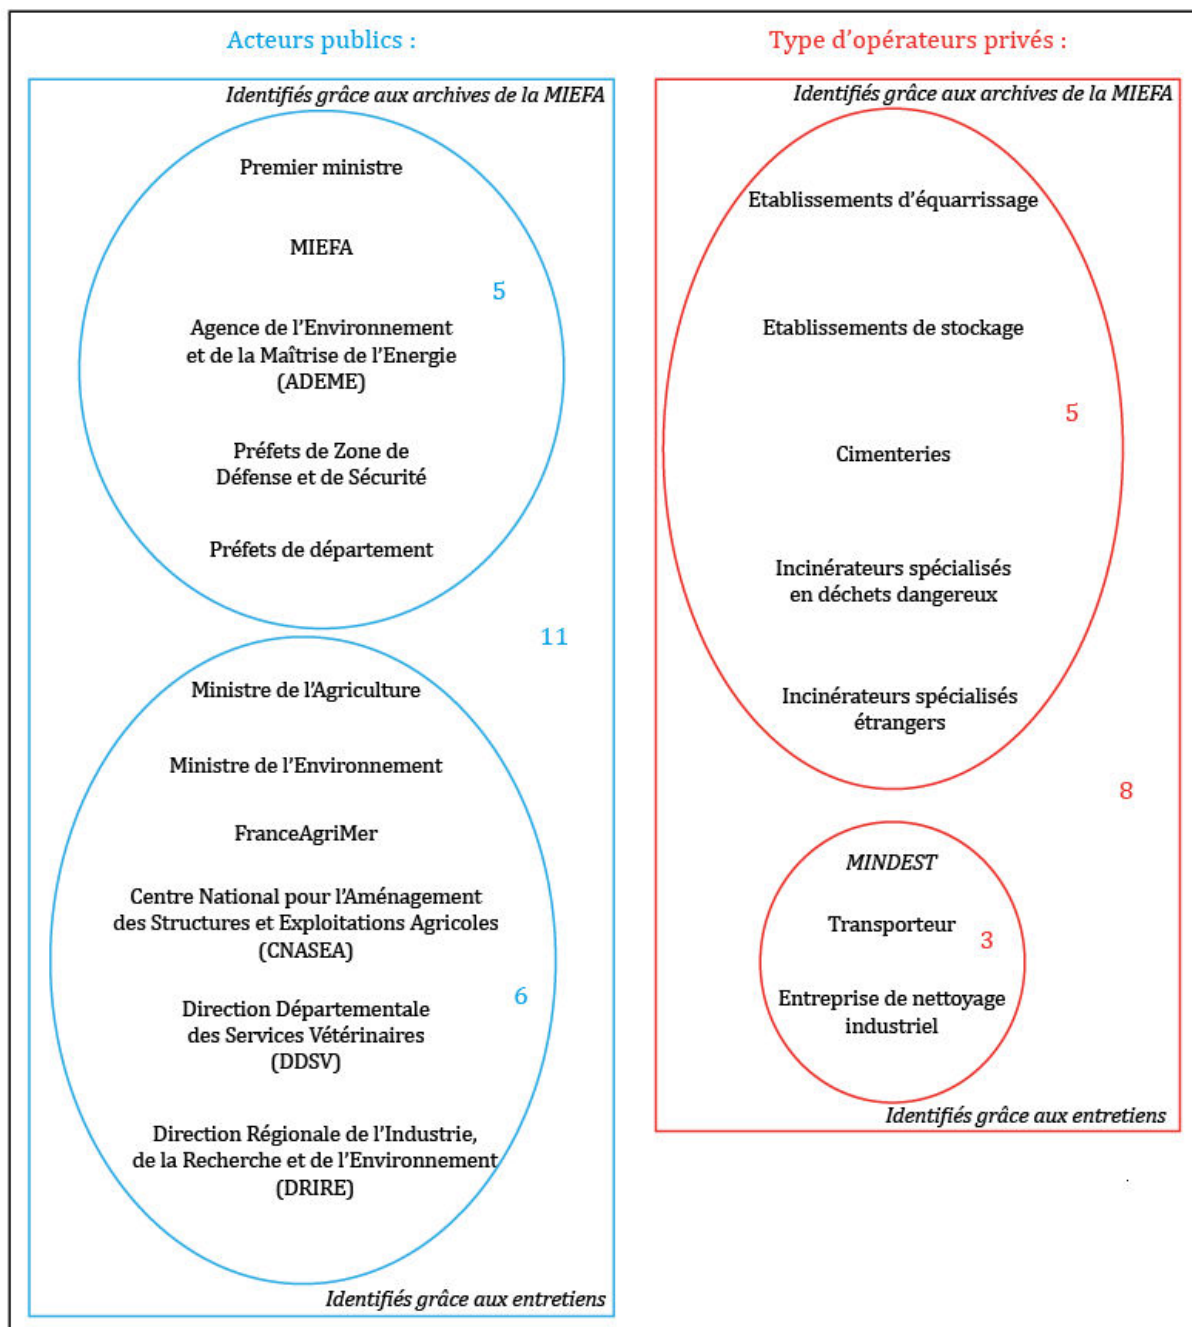 Acteurs publics :
Identifiés grâce aux archives de la MIEFA
Premier ministre
MIEFA
5
Agence de l'Environnement
et de la Maîtrise de l'Energie
(ADEME)
Préfets de Zone de
Défense et de Sécurité
Préfets de département
11
Ministre de l'Agriculture
Ministre de l'Environnement
FranceAgriMer
Centre National pour l'Aménagement
des Structures et Exploitations Agricoles
(CNASEA)
6
Direction Départementale
des Services Vétérinaires
(DDSV)
Direction Régionale de l'Industrie,
de la Recherche et de l'Environnement
(DRIRE)
Identifiés grâce aux entretiens
Type d'opérateurs privés :
Identifiés grâce aux archives de la MIEFA
Etablissements d'équarrissage
Etablissements de stockage
5
Cimenteries
Incinérateurs spécialisés
en déchets dangereux
Incinérateurs spécialisés
étrangers
8
MINDEST
Transporteur
3
Entreprise de nettoyage
industriel
Identifiés grâce aux entretiens